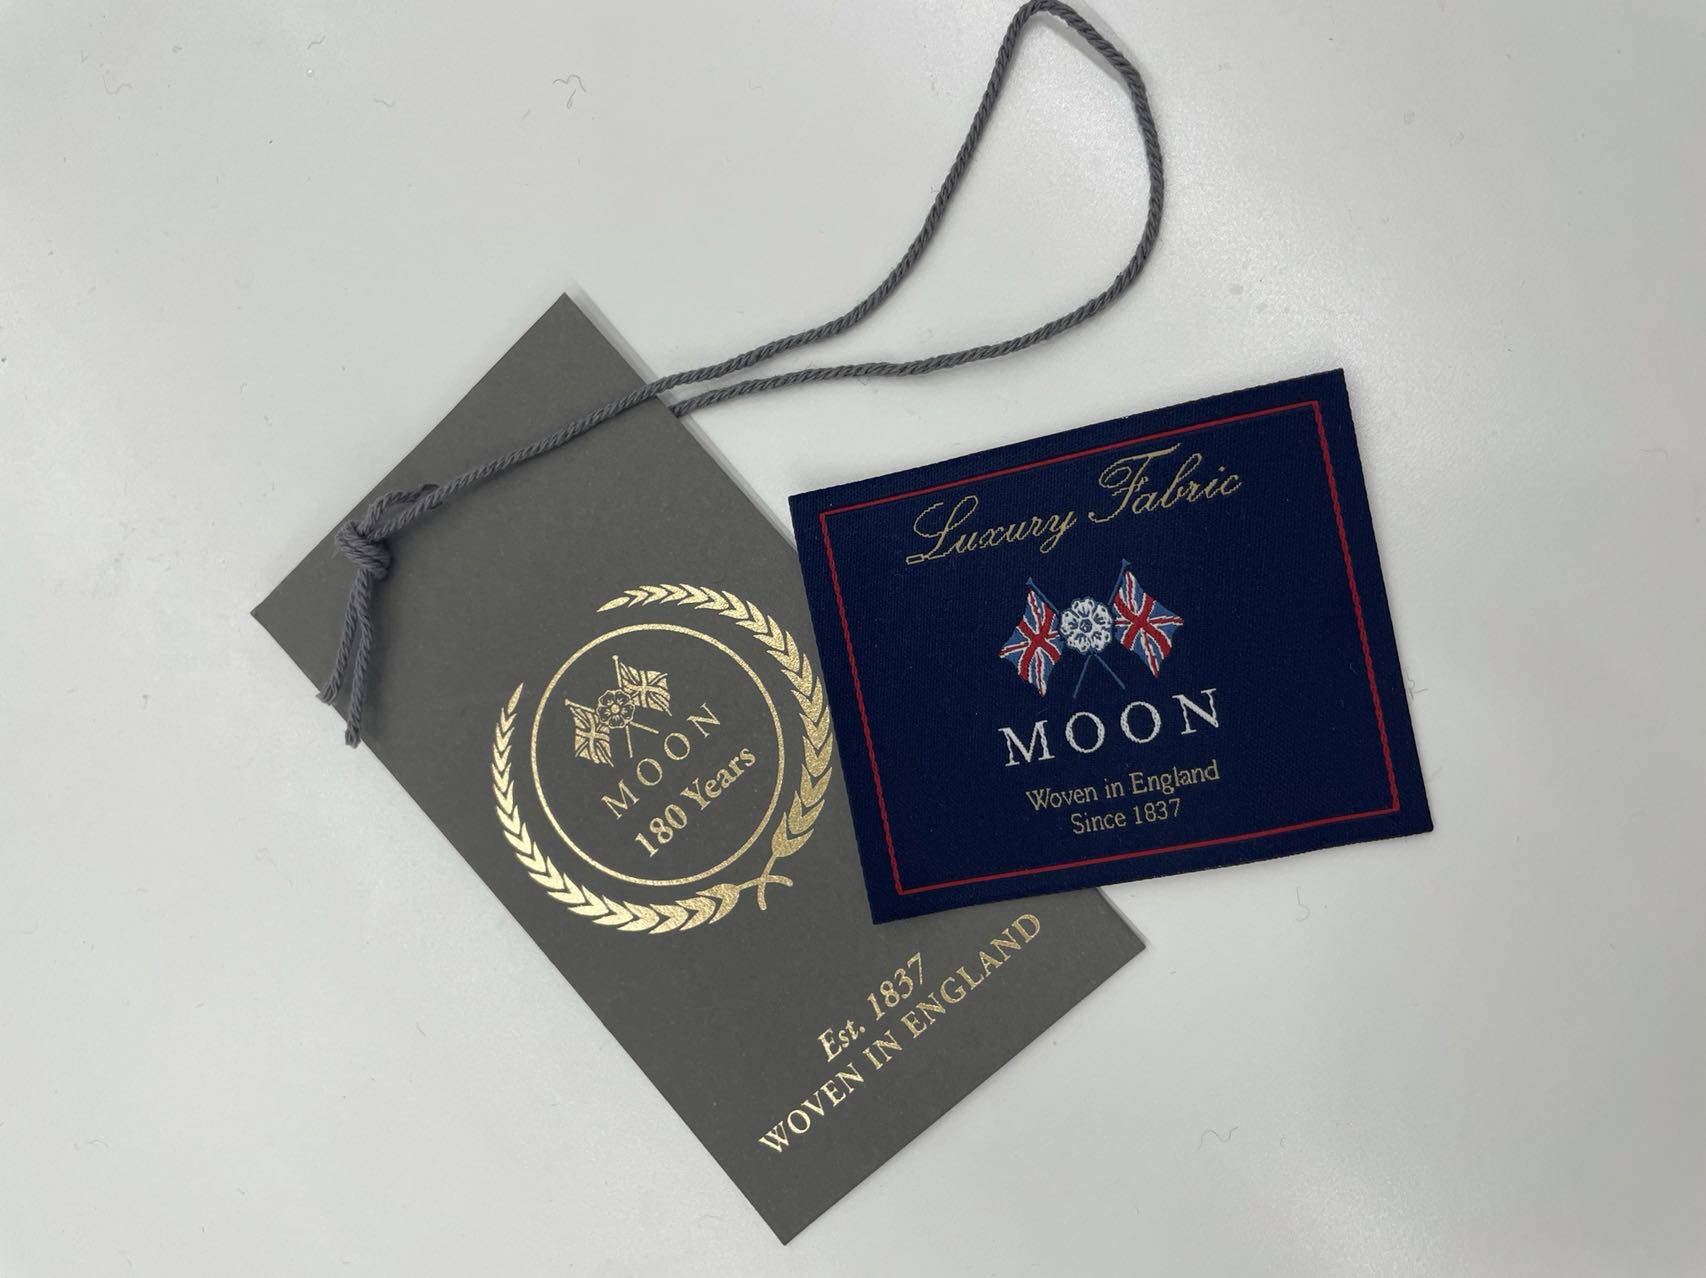 MOON
180 Years
Est. 1837
WOVEN IN ENGLAND
Luxury Fabric
MOON
Woven in England
Since 1837